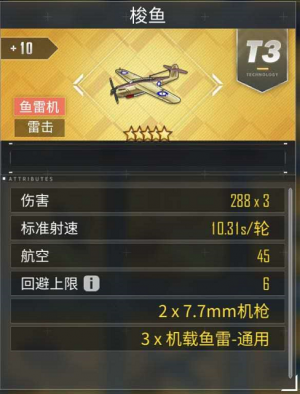 梭鱼
+10
T3
TECHNOLOGY
鱼雷机
雷击
ATTRIBUTES
伤害 288 x 3
标准射速 10.31s/轮
航空 45
回避上限 i 6
2 x 7.7mm机枪
3 x 机载鱼雷-通用